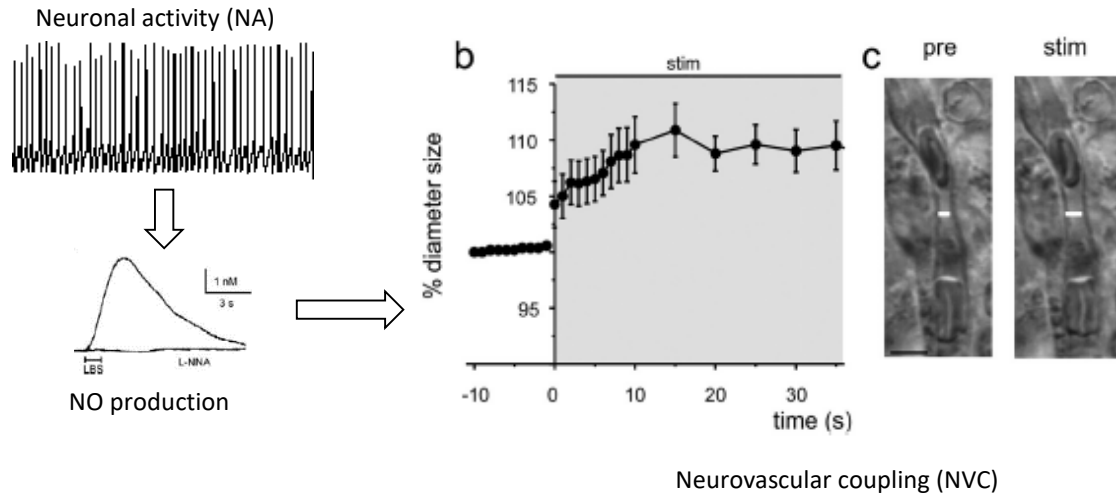 Neuronal activity (NA)
1 nM
3 s
LBS
L-NNA
NO production
b
stim
% diameter size
115
110
105
95
-10
0
10
20
30
time (s)
c
pre
stim
Neurovascular coupling (NVC)